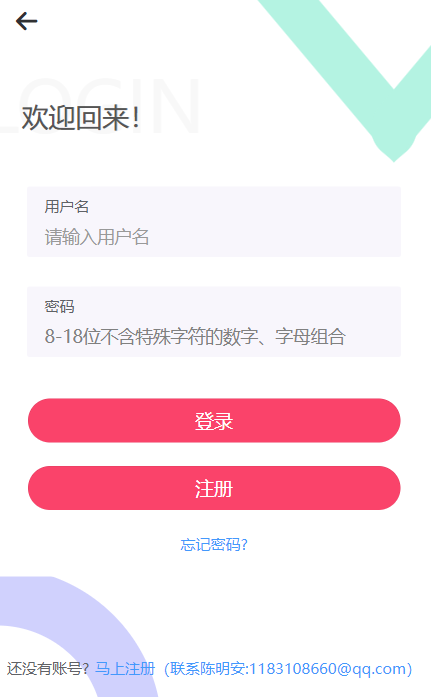 LOGIN
欢迎回来!
用户名
请输入用户名
密码
8-18位不含特殊字符的数字、字母组合
登录
注册
忘记密码?
还没有账号? 马上注册（联系陈明安:1183108660@qq.com）